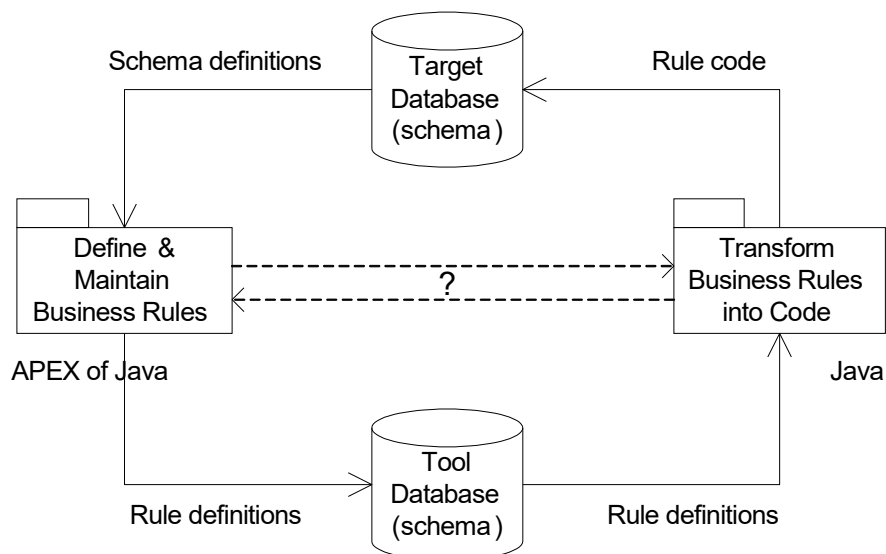 Schema definitions
Target
Database
(schema)
Rule code
Define &
Maintain
Business Rules
?
Transform
Business Rules
into Code
APEX of Java
Java
Tool
Database
(schema)
Rule definitions
Rule definitions